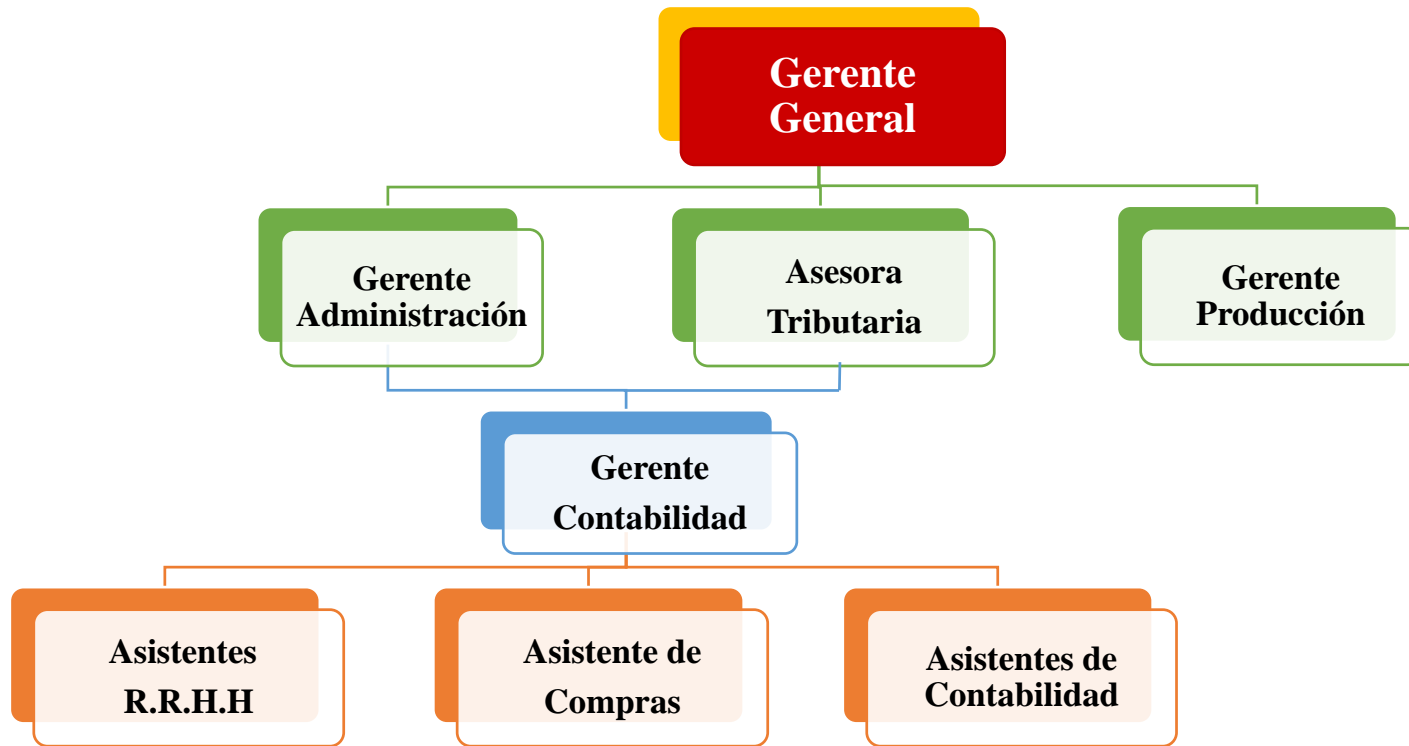 Gerente
General
Gerente
Administración
Asesora
Tributaria
Gerente
Producción
Gerente
Contabilidad
Asistentes
R.R.H.H
Asistente de
Compras
Asistentes de
Contabilidad